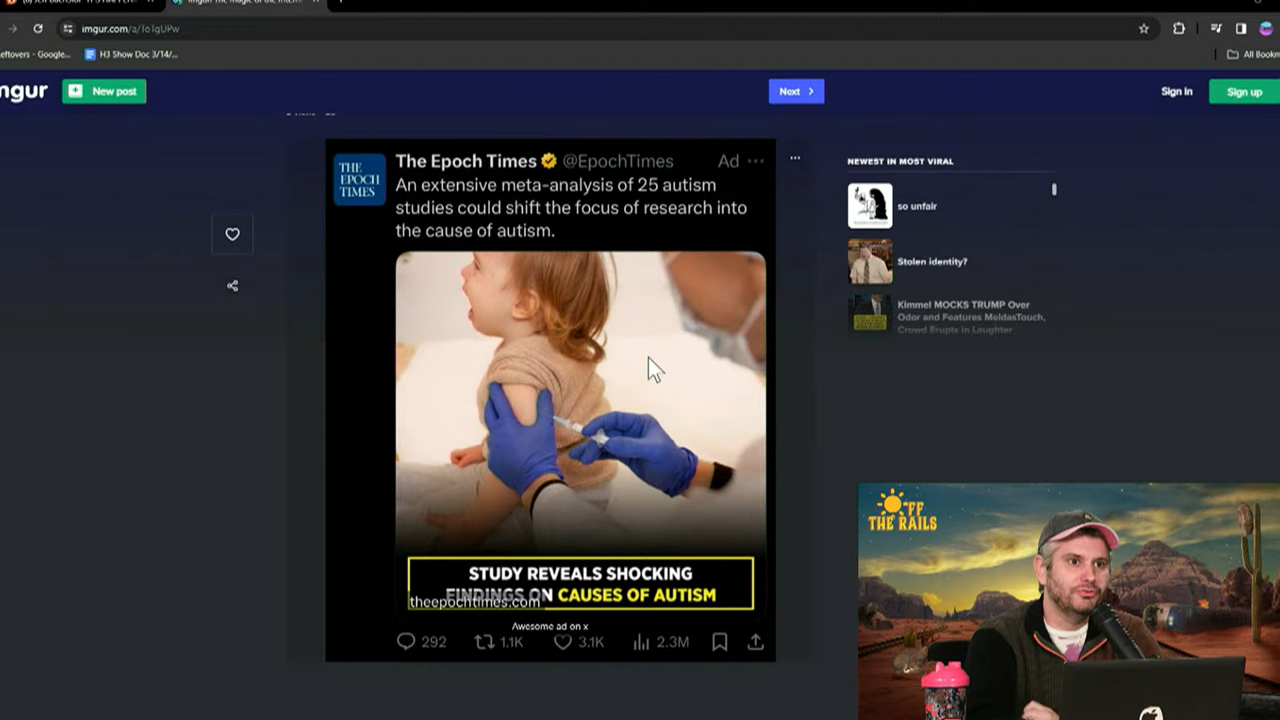 imgur.com/a/
eftovers - Google...
H3 Show Doc 3/14/...
All Bookm
ngur
New post
Next
Sign in
Sign up
THE
EPOCH
TIMES
The Epoch Times
@EpochTimes
Ad
An extensive meta-analysis of 25 autism
studies could shift the focus of research into
the cause of autism.
STUDY REVEALS SHOCKING
FINDINGS ON CAUSES OF AUTISM
theepochtimes.com
Awesome ad on x
292
1.1K
3.1K
2.3M
NEWEST IN MOST VIRAL
so unfair
Stolen identity?
Kimmel MOCKS TRUMP Over
Odor and Features MeidasTouch,
Crowd Erupts in Laughter
OFF
THE RAILS